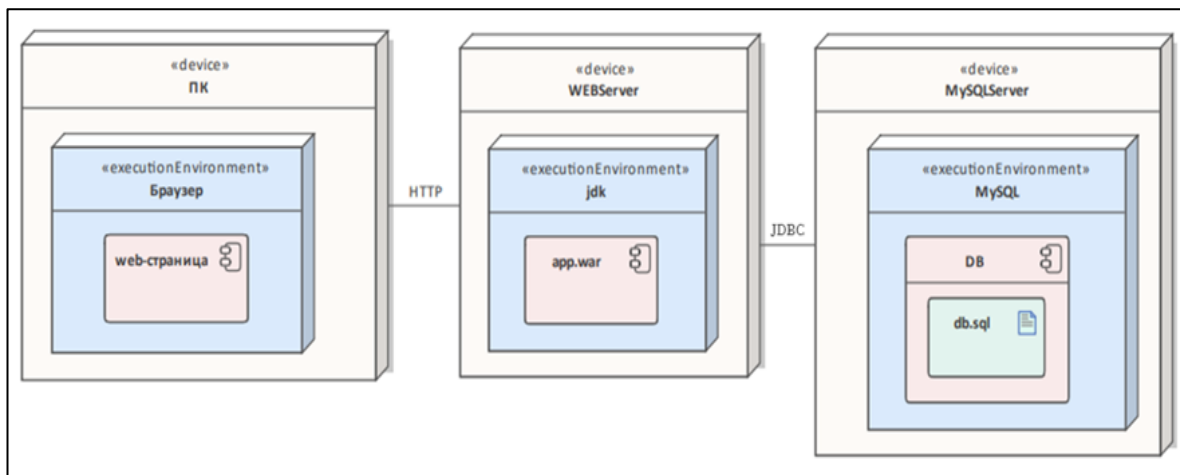 «device»
ПК
«executionEnvironment»
Браузер
web-страница
HTTP
«device»
WEBServer
«executionEnvironment»
jdk
app.war
JDBC
«device»
MySQLServer
«executionEnvironment»
MySQL
DB
db.sql